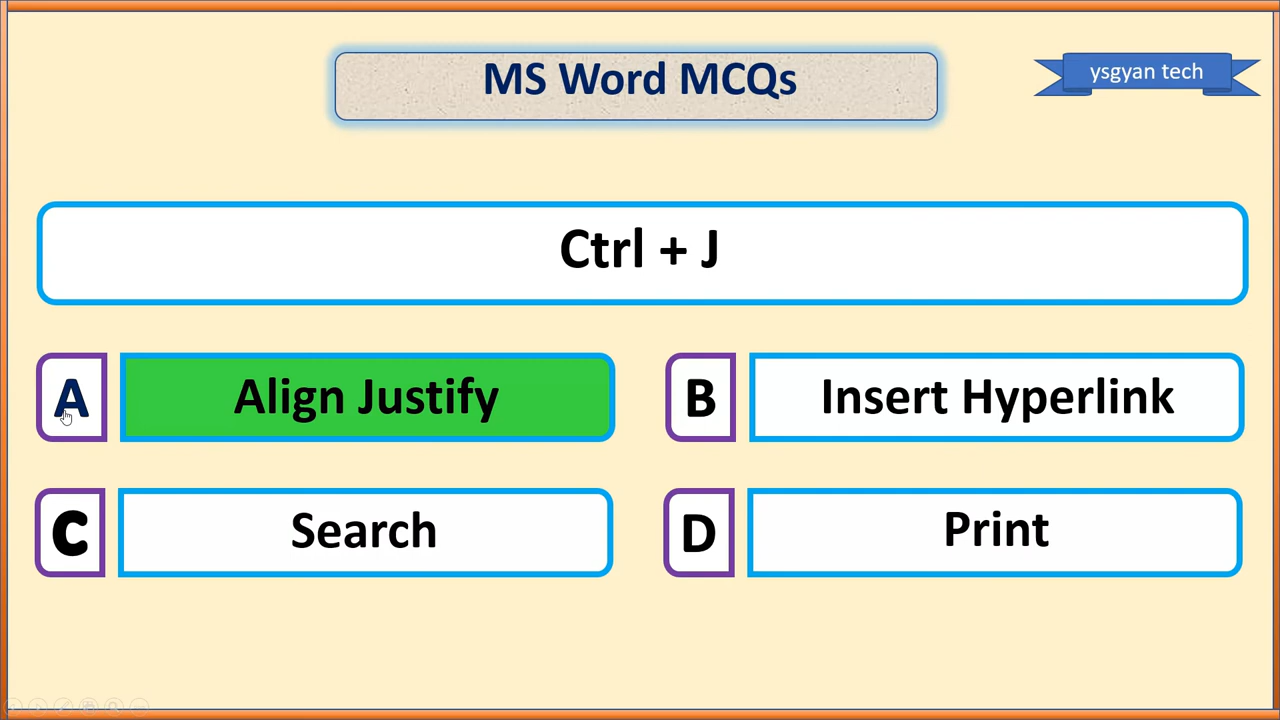 MS Word MCQs
ysgyan tech
Ctrl + J
A Align Justify
B Insert Hyperlink
C Search
D Print